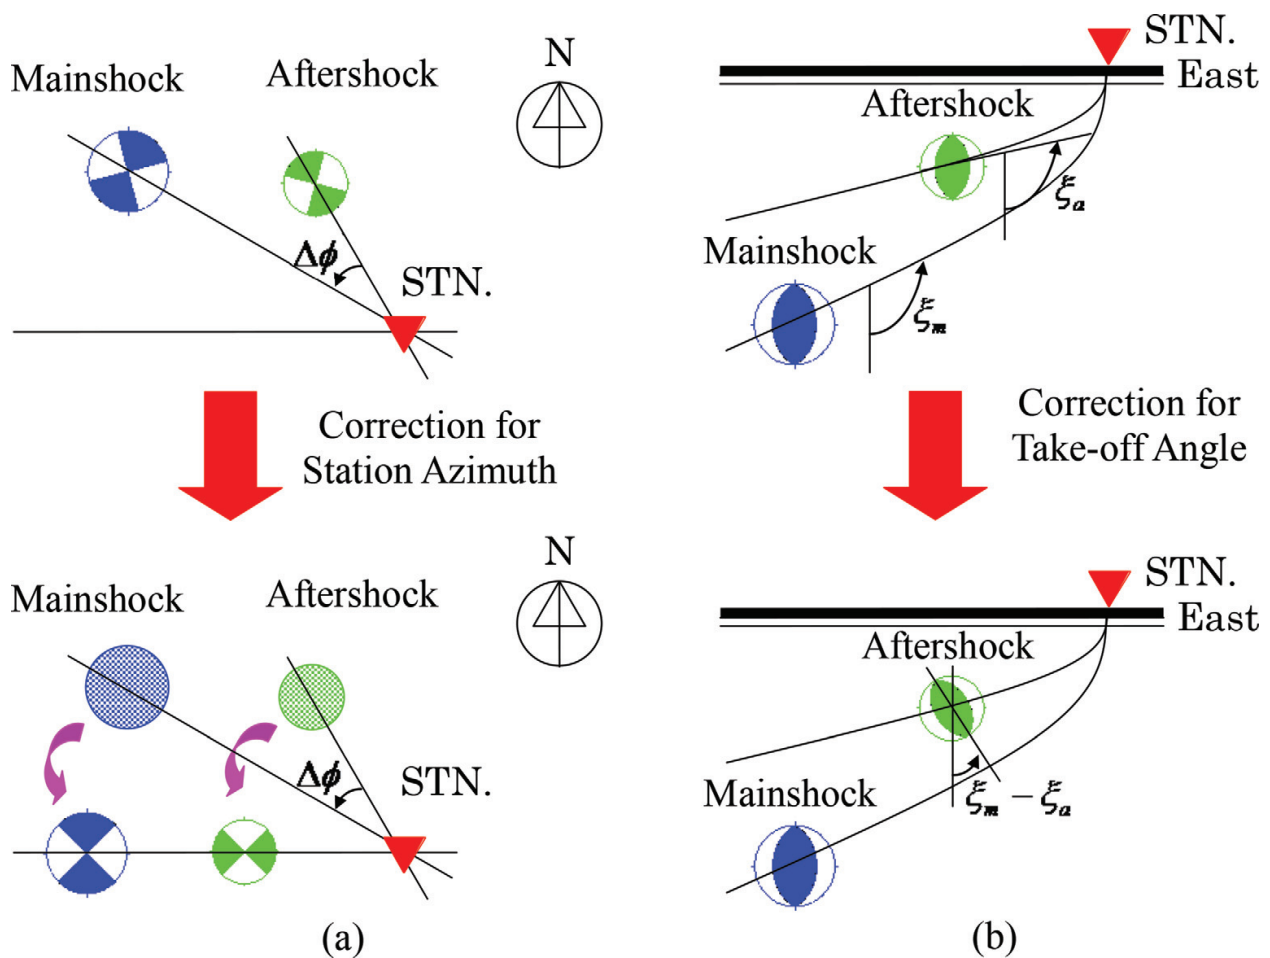 Mainshock
Aftershock
N
Δϕ
STN.
Correction for
Station Azimuth
Mainshock
Aftershock
N
Δϕ
STN.
(a)
STN.
East
Aftershock
ξa
Mainshock
ξm
Correction for
Take-off Angle
STN.
East
Aftershock
Mainshock
ξm − ξa
(b)